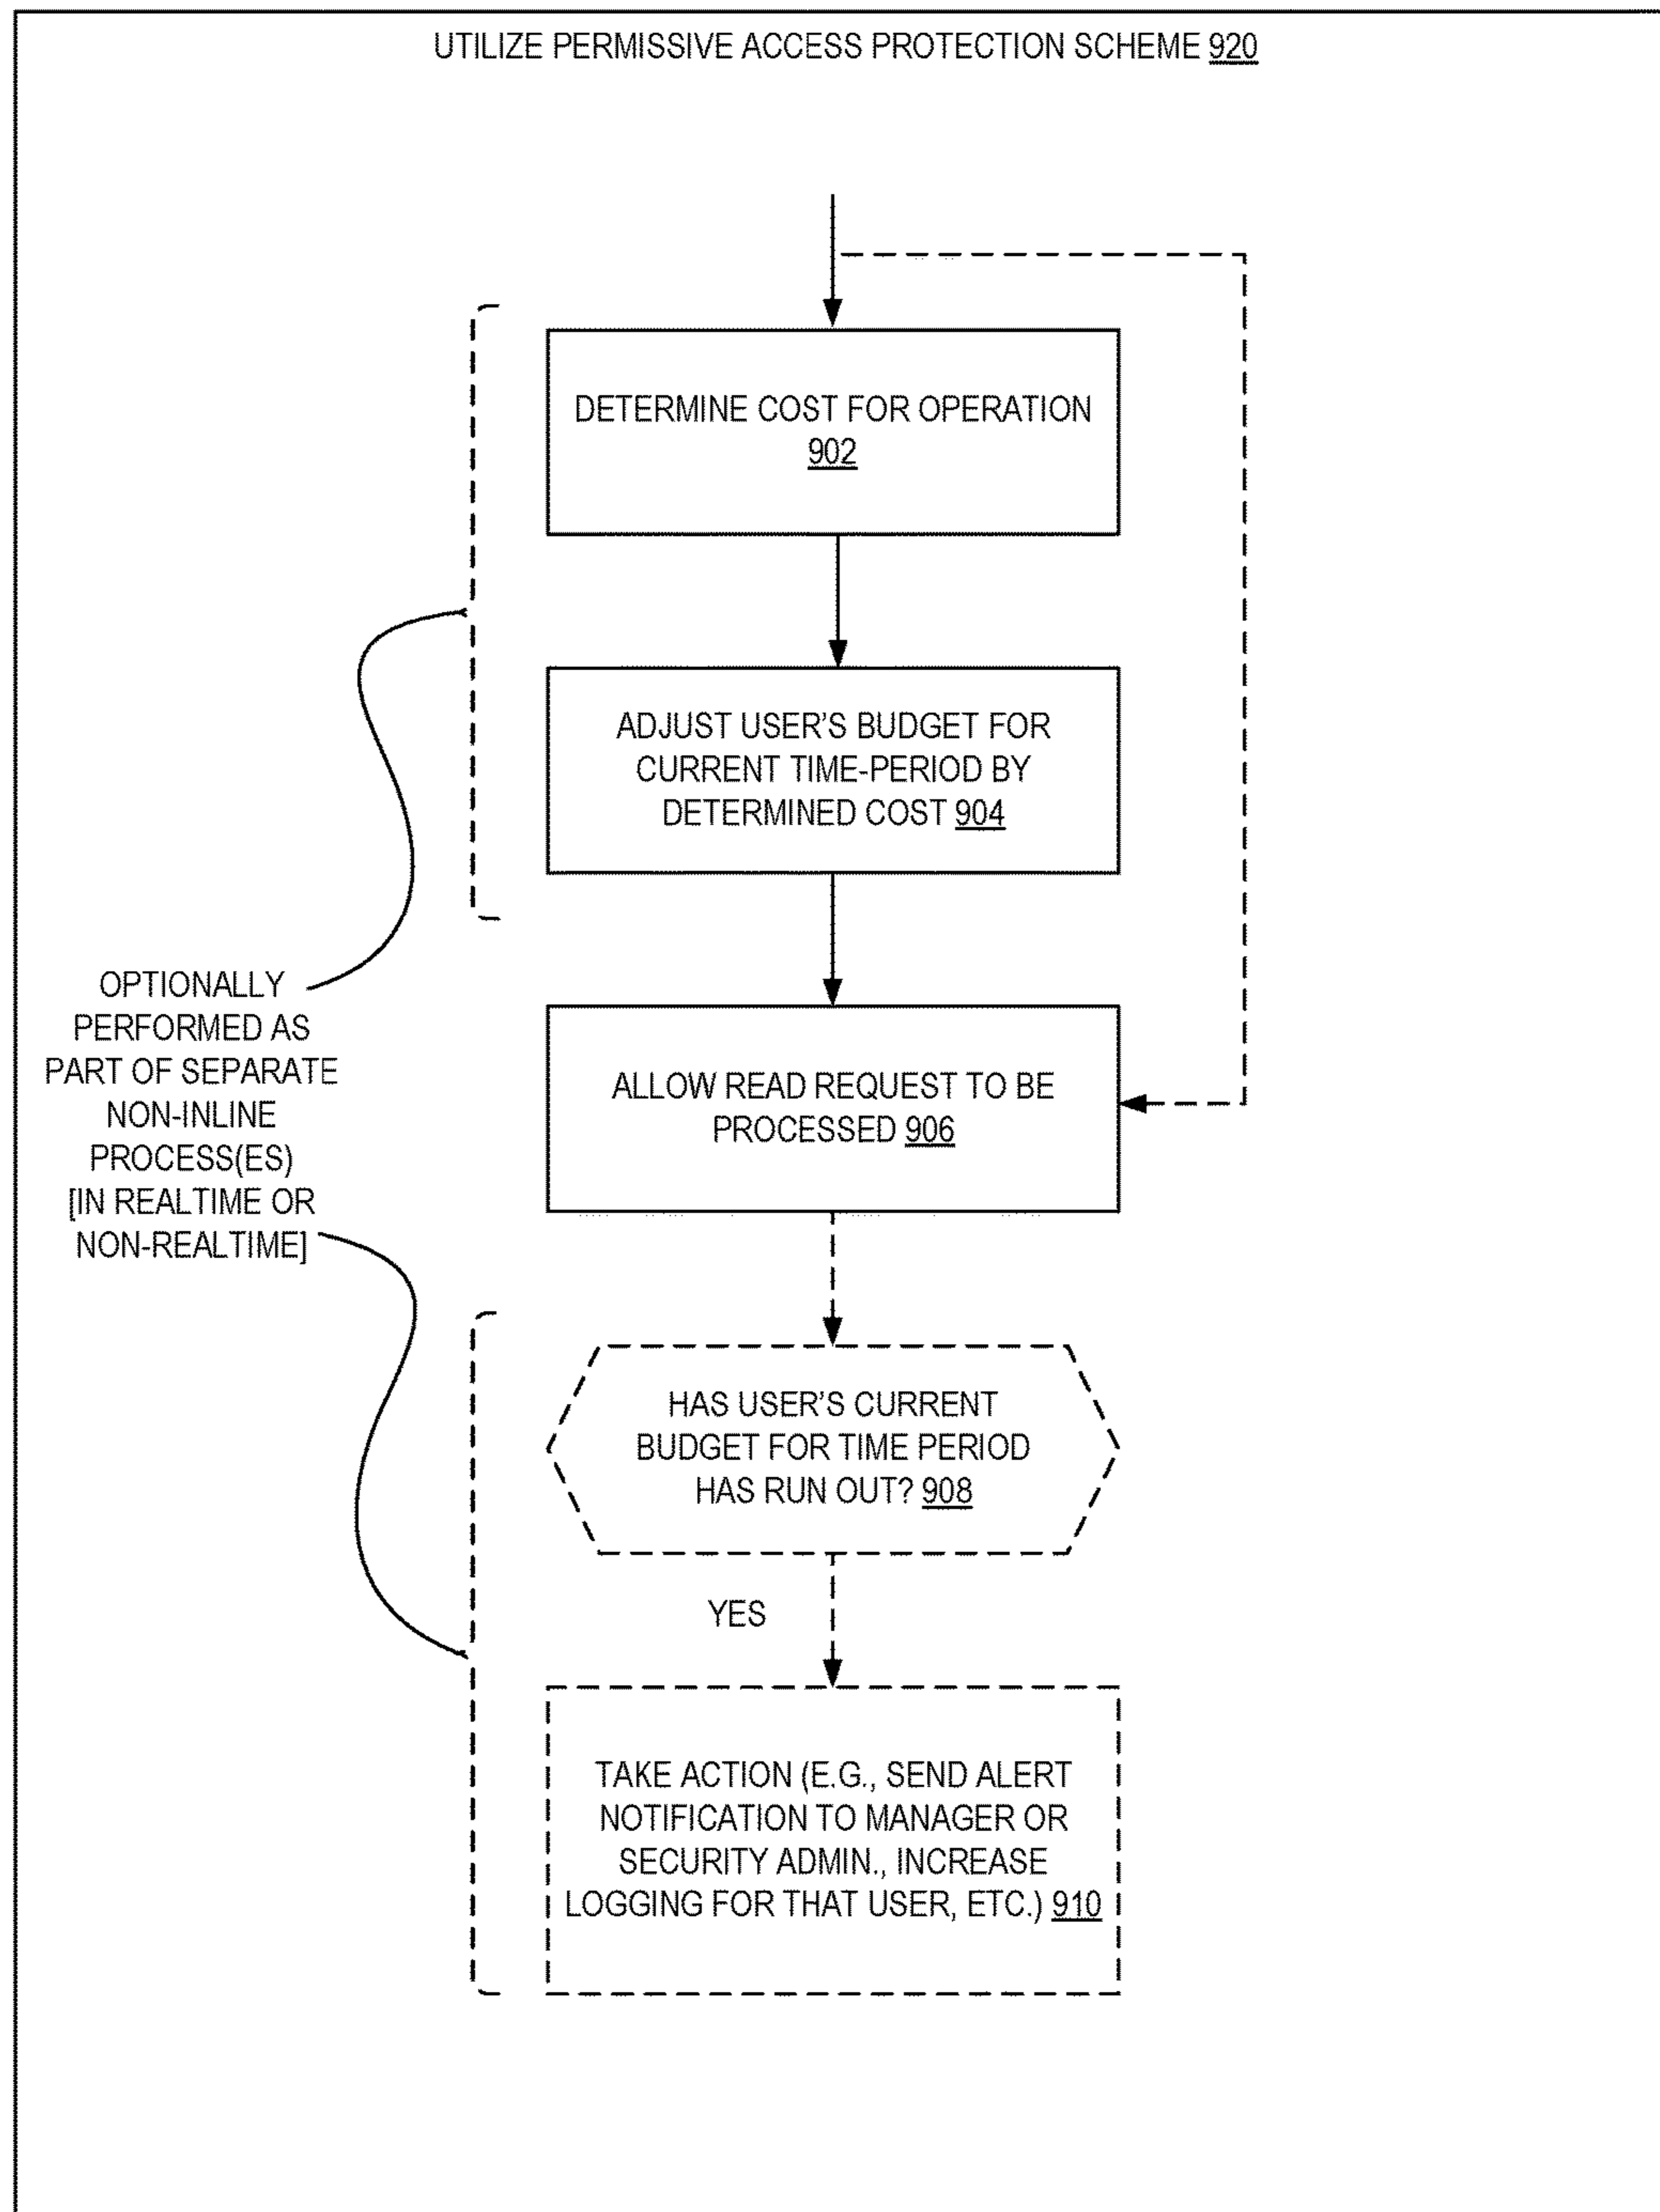 UTILIZE PERMISSIVE ACCESS PROTECTION SCHEME 920
DETERMINE COST FOR OPERATION
902
ADJUST USER'S BUDGET FOR
CURRENT TIME-PERIOD BY
DETERMINED COST 904
OPTIONALLY
PERFORMED AS
PART OF SEPARATE
NON-INLINE
PROCESS(ES)
[IN REALTIME OR
NON-REALTIME]
ALLOW READ REQUEST TO BE
PROCESSED 906
HAS USER'S CURRENT
BUDGET FOR TIME PERIOD
HAS RUN OUT? 908
YES
TAKE ACTION (E.G., SEND ALERT
NOTIFICATION TO MANAGER OR
SECURITY ADMIN., INCREASE
LOGGING FOR THAT USER, ETC.) 910